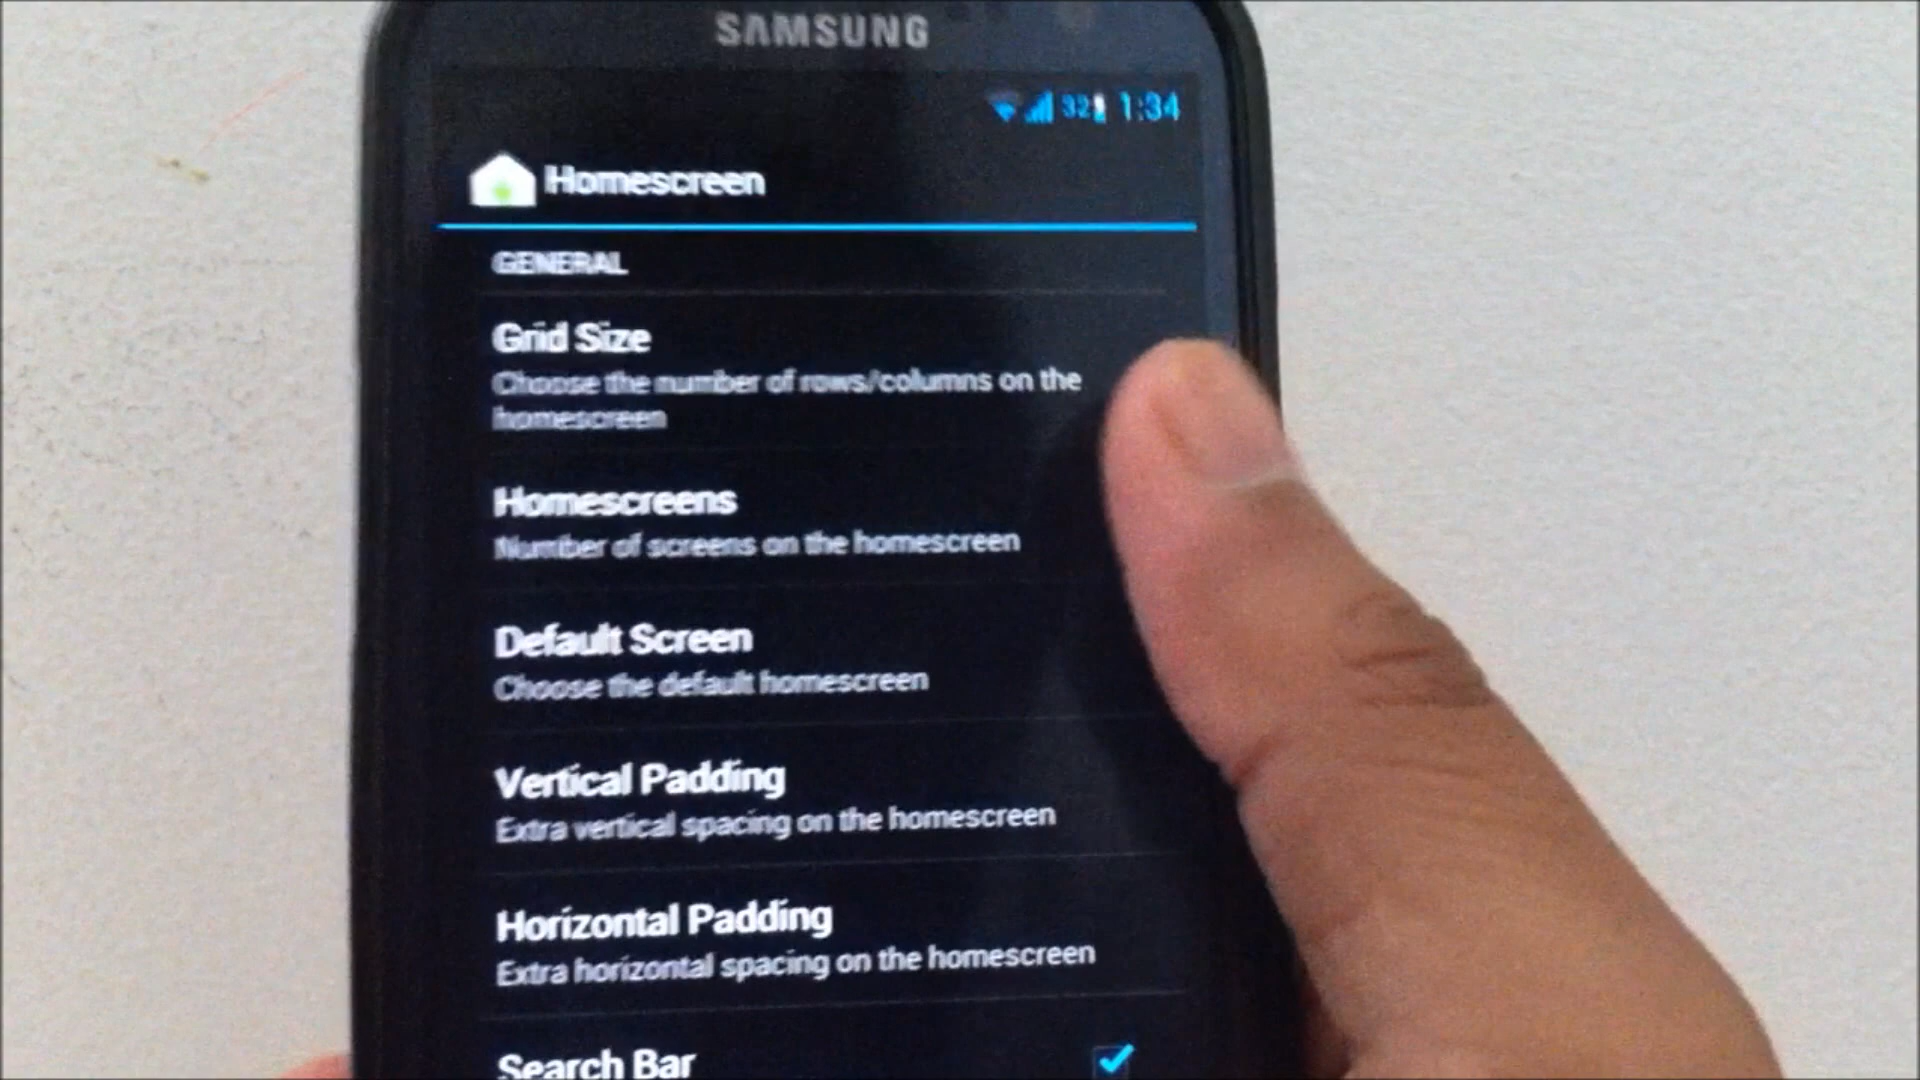 SAMSUNG
32 1:34
Homescreen
GENERAL
Grid Size
Choose the number of rows/columns on the
homescreen
Homescreens
Number of screens on the homescreen
Default Screen
Choose the default homescreen
Vertical Padding
Extra vertical spacing on the homescreen
Horizontal Padding
Extra horizontal spacing on the homescreen
Search Bar